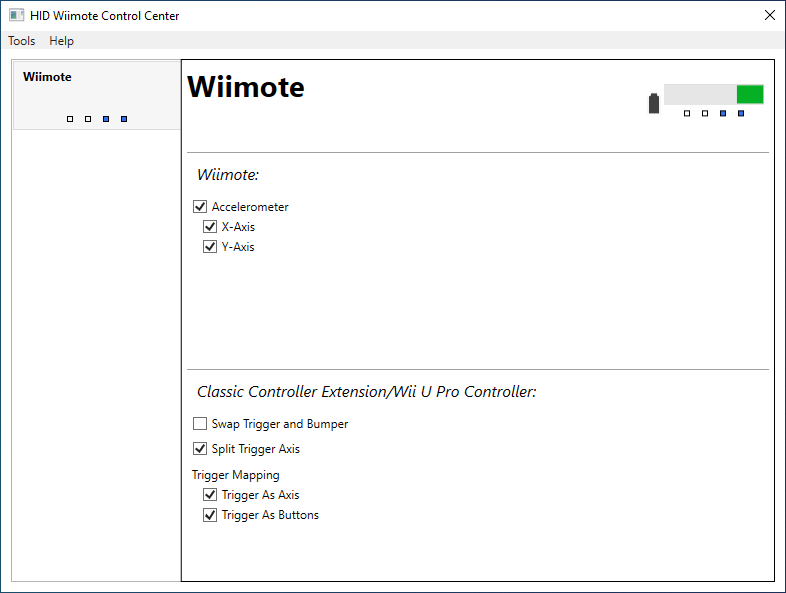 HID Wiimote Control Center
Tools Help
Wiimote
Wiimote
Wiimote:
Accelerometer
X-Axis
Y-Axis
Classic Controller Extension/Wii U Pro Controller:
Swap Trigger and Bumper
Split Trigger Axis
Trigger Mapping
Trigger As Axis
Trigger As Buttons